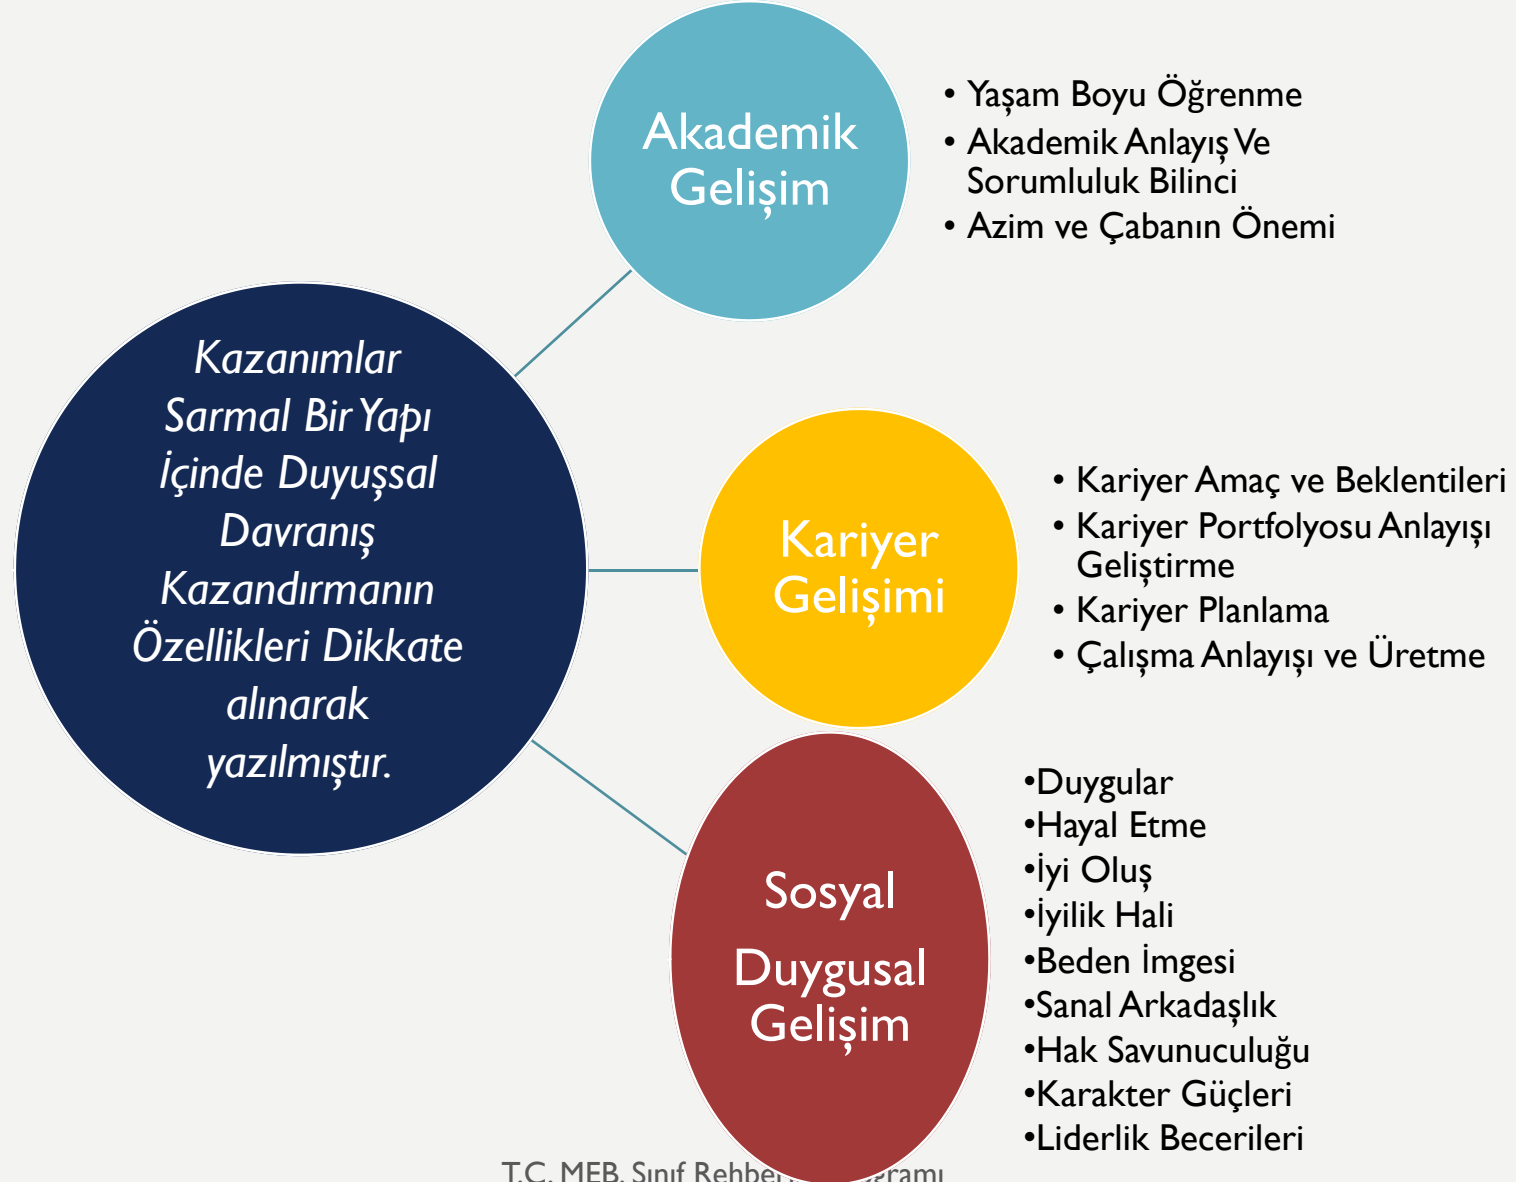 Akademik
Gelişim
• Yaşam Boyu Öğrenme
• Akademik Anlayış Ve
Sorumluluk Bilinci
• Azim ve Çabanın Önemi
Kazanımlar
Sarmal Bir Yapı
İçinde Duyuşsal
Davranış
Kazandırmanın
Özellikleri Dikkate
alınarak
yazılmıştır.
Kariyer
Gelişimi
• Kariyer Amaç ve Beklentileri
• Kariyer Portfolyosu Anlayışı
Geliştirme
• Kariyer Planlama
• Çalışma Anlayışı ve Üretme
Sosyal
Duygusal
Gelişim
•Duygular
•Hayal Etme
•İyi Oluş
•İyilik Hali
•Beden İmgesi
•Sanal Arkadaşlık
•Hak Savunuculuğu
•Karakter Güçleri
•Liderlik Becerileri
T.C. MEB. Sınıf